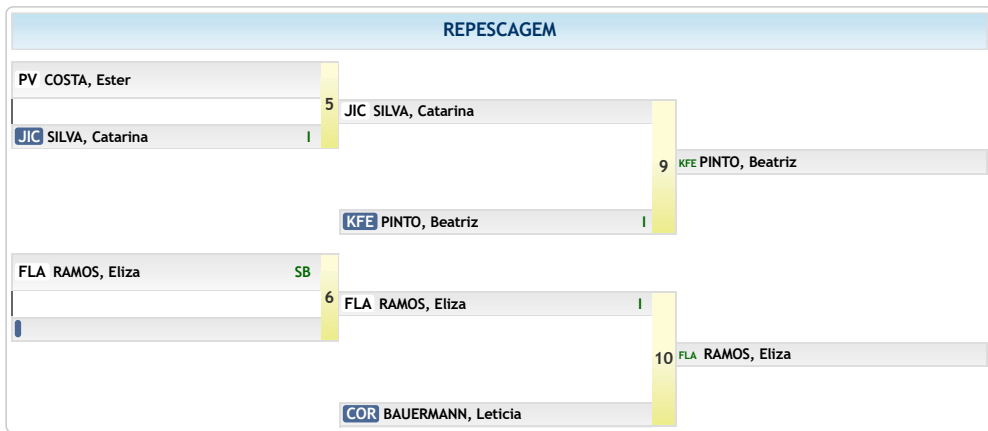 REPESCAGEM
PV COSTA, Ester
5
JIC SILVA, Catarina I
JIC SILVA, Catarina
9
KFE PINTO, Beatriz I
KFE PINTO, Beatriz
FLA RAMOS, Eliza SB
6
FLA RAMOS, Eliza I
10
COR BAUERMANN, Leticia
FLA RAMOS, Eliza